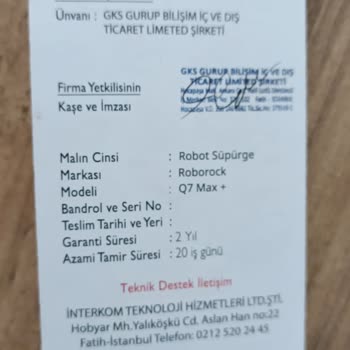 Ünvanı : GKS GURUP BİLİŞİM İÇ VE DIŞ
TİCARET LİMETED ŞİRKETİ
GKS GURUP BİLİŞİM İÇ VE DIŞ
TİCARET LİMİTED ŞİRKETİ
Firma Yetkilisinin
Kaşe ve İmzası
Malın Cinsi : Robot Süpürge
Markası : Roborock
Modeli : Q7 Max +
Bandrol ve Seri No :
Teslim Tarihi ve Yeri :
Garanti Süresi : 2 Yıl
Azami Tamir Süresi : 20 iş günü
Teknik Destek İletişim
İNTERKOM TEKNOLOJİ HİZMETLERİ LTD.ŞTİ.
Hobyar Mh.Yalıköşkü Cd. Aslan Han no:22
Fatih-İstanbul Telefon: 0212 520 24 45